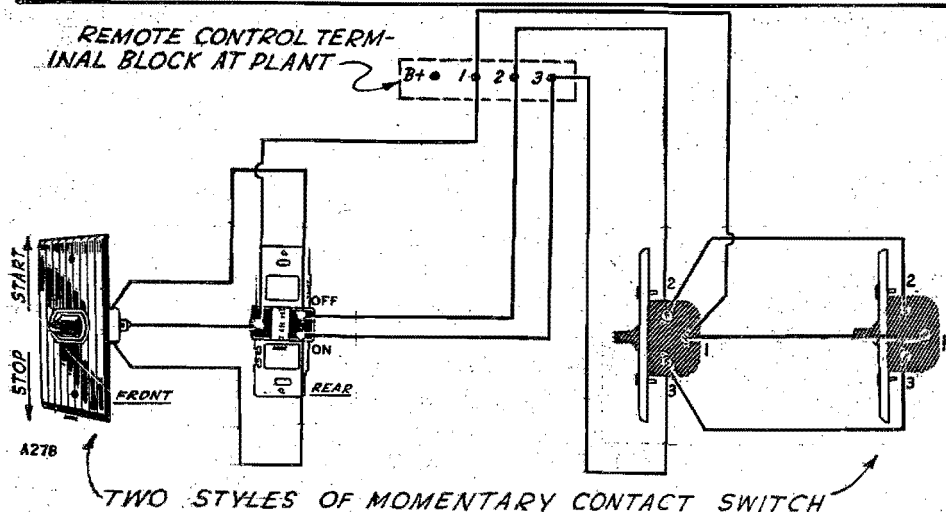 REMOTE CONTROL TERM-
INAL BLOCK AT PLANT
B+ 1 2 3
START
STOP
FRONT
OFF
ON
REAR
2
1
3
2
1
3
A278
TWO STYLES OF MOMENTARY CONTACT SWITCH